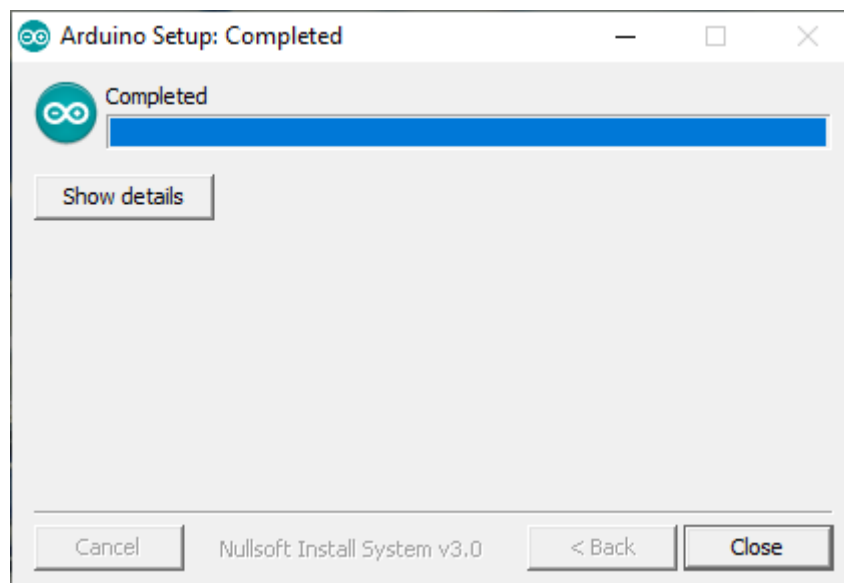 Arduino Setup: Completed
Completed
Show details
Cancel
Nullsoft Install System v3.0
< Back
Close